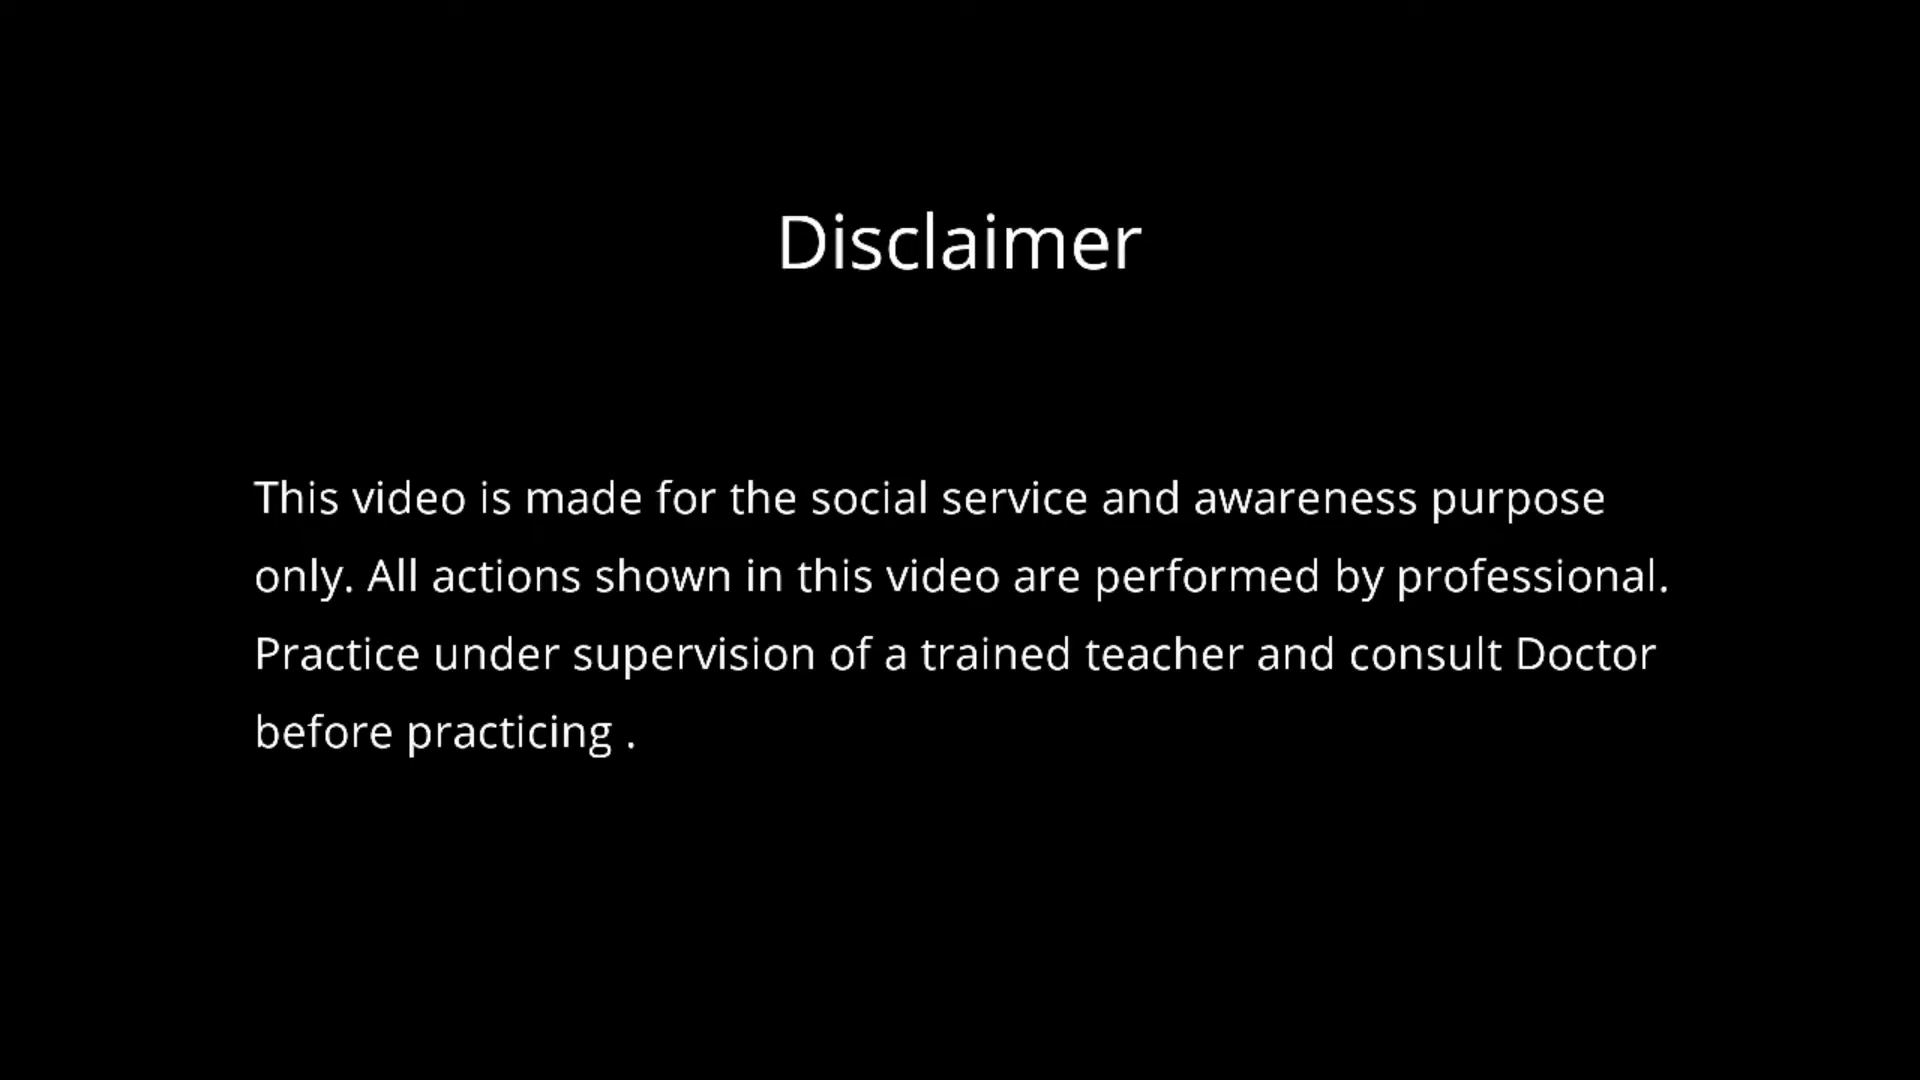 Disclaimer
This video is made for the social service and awareness purpose
only. All actions shown in this video are performed by professional.
Practice under supervision of a trained teacher and consult Doctor
before practicing .